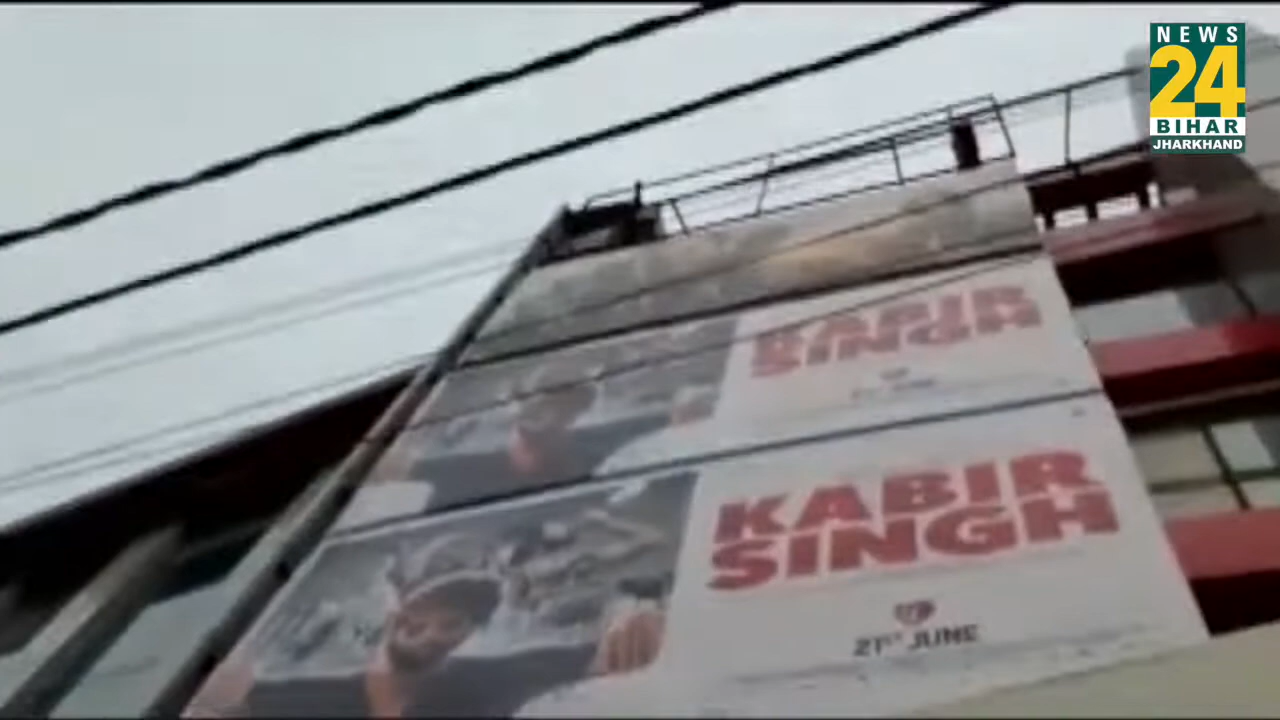 NEWS
24
BIHAR
JHARKHAND
KABIR
SINGH
KABIR
SINGH
21ST JUNE